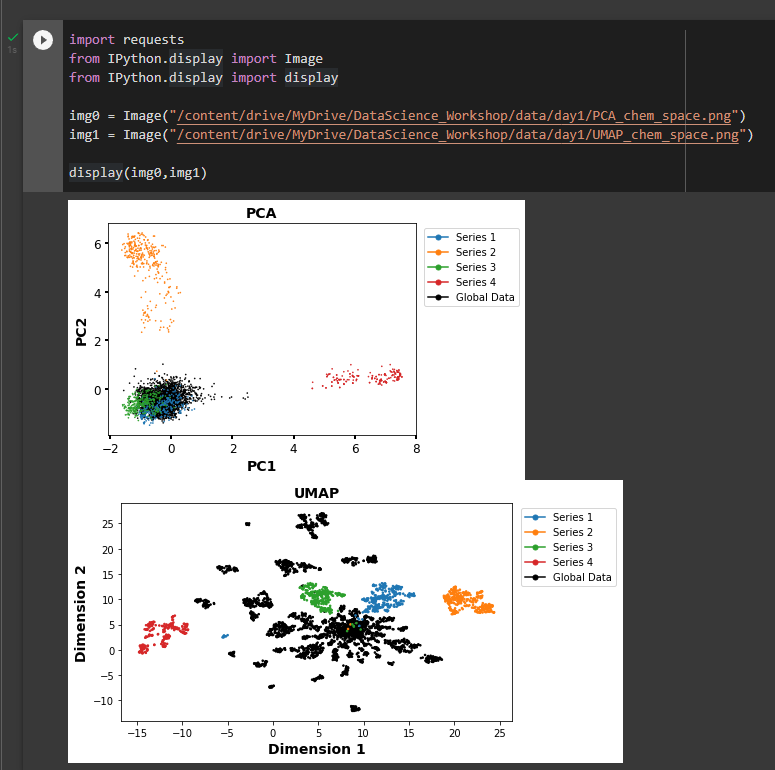 1s
import requests
from IPython.display import Image
from IPython.display import display
img0 = Image("/content/drive/MyDrive/DataScience_Workshop/data/day1/PCA_chem_space.png")
img1 = Image("/content/drive/MyDrive/DataScience_Workshop/data/day1/UMAP_chem_space.png")
display(img0,img1)
PCA
Series 1
Series 2
Series 3
Series 4
Global Data
6
4
2
0
PC2
−2 0 2 4 6 8
PC1
UMAP
Series 1
Series 2
Series 3
Series 4
Global Data
25
20
15
10
5
0
−5
−10
Dimension 2
−15 −10 −5 0 5 10 15 20 25
Dimension 1